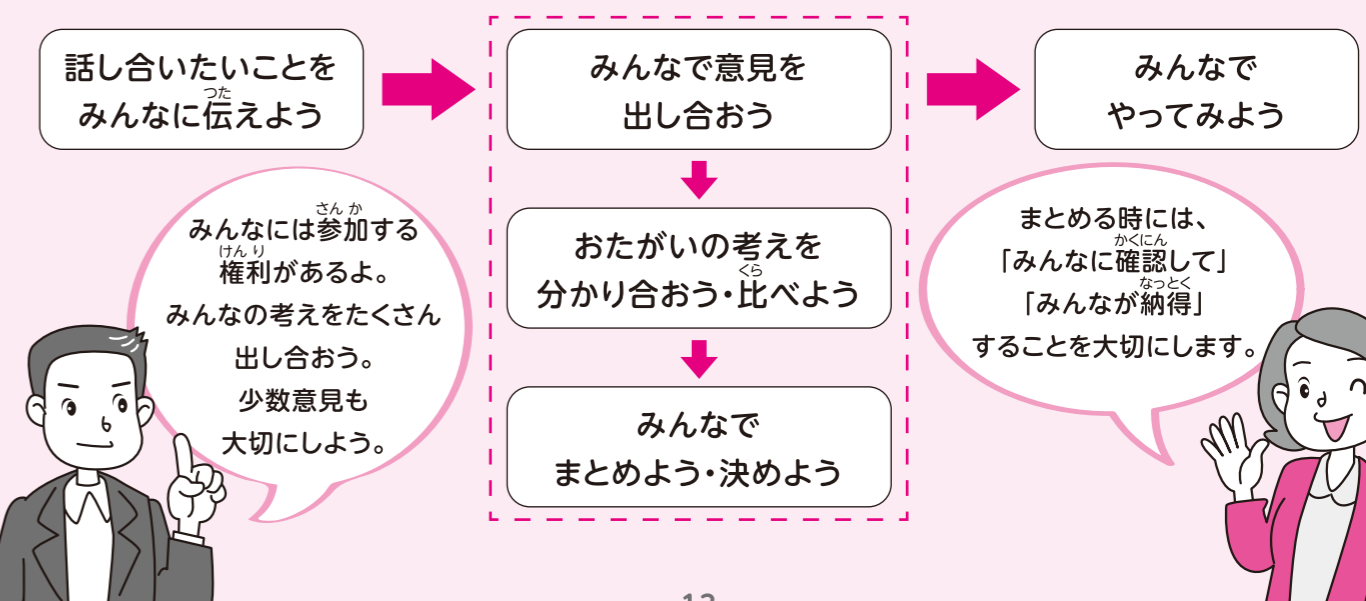 話し合いたいことを
みんなに伝えよう
つた
みんなで意見を
出し合おう
おたがいの考えを
分かり合おう・比べよう
くら
みんなで
まとめよう・決めよう
みんなで
やってみよう
みんなには参加する
さんか
権利があるよ。
けんり
みんなの考えをたくさん
出し合おう。
少数意見も
大切にしよう。
まとめる時には、
「みんなに確認して」
かくにん
「みんなが納得」
なっとく
することを大切にします。